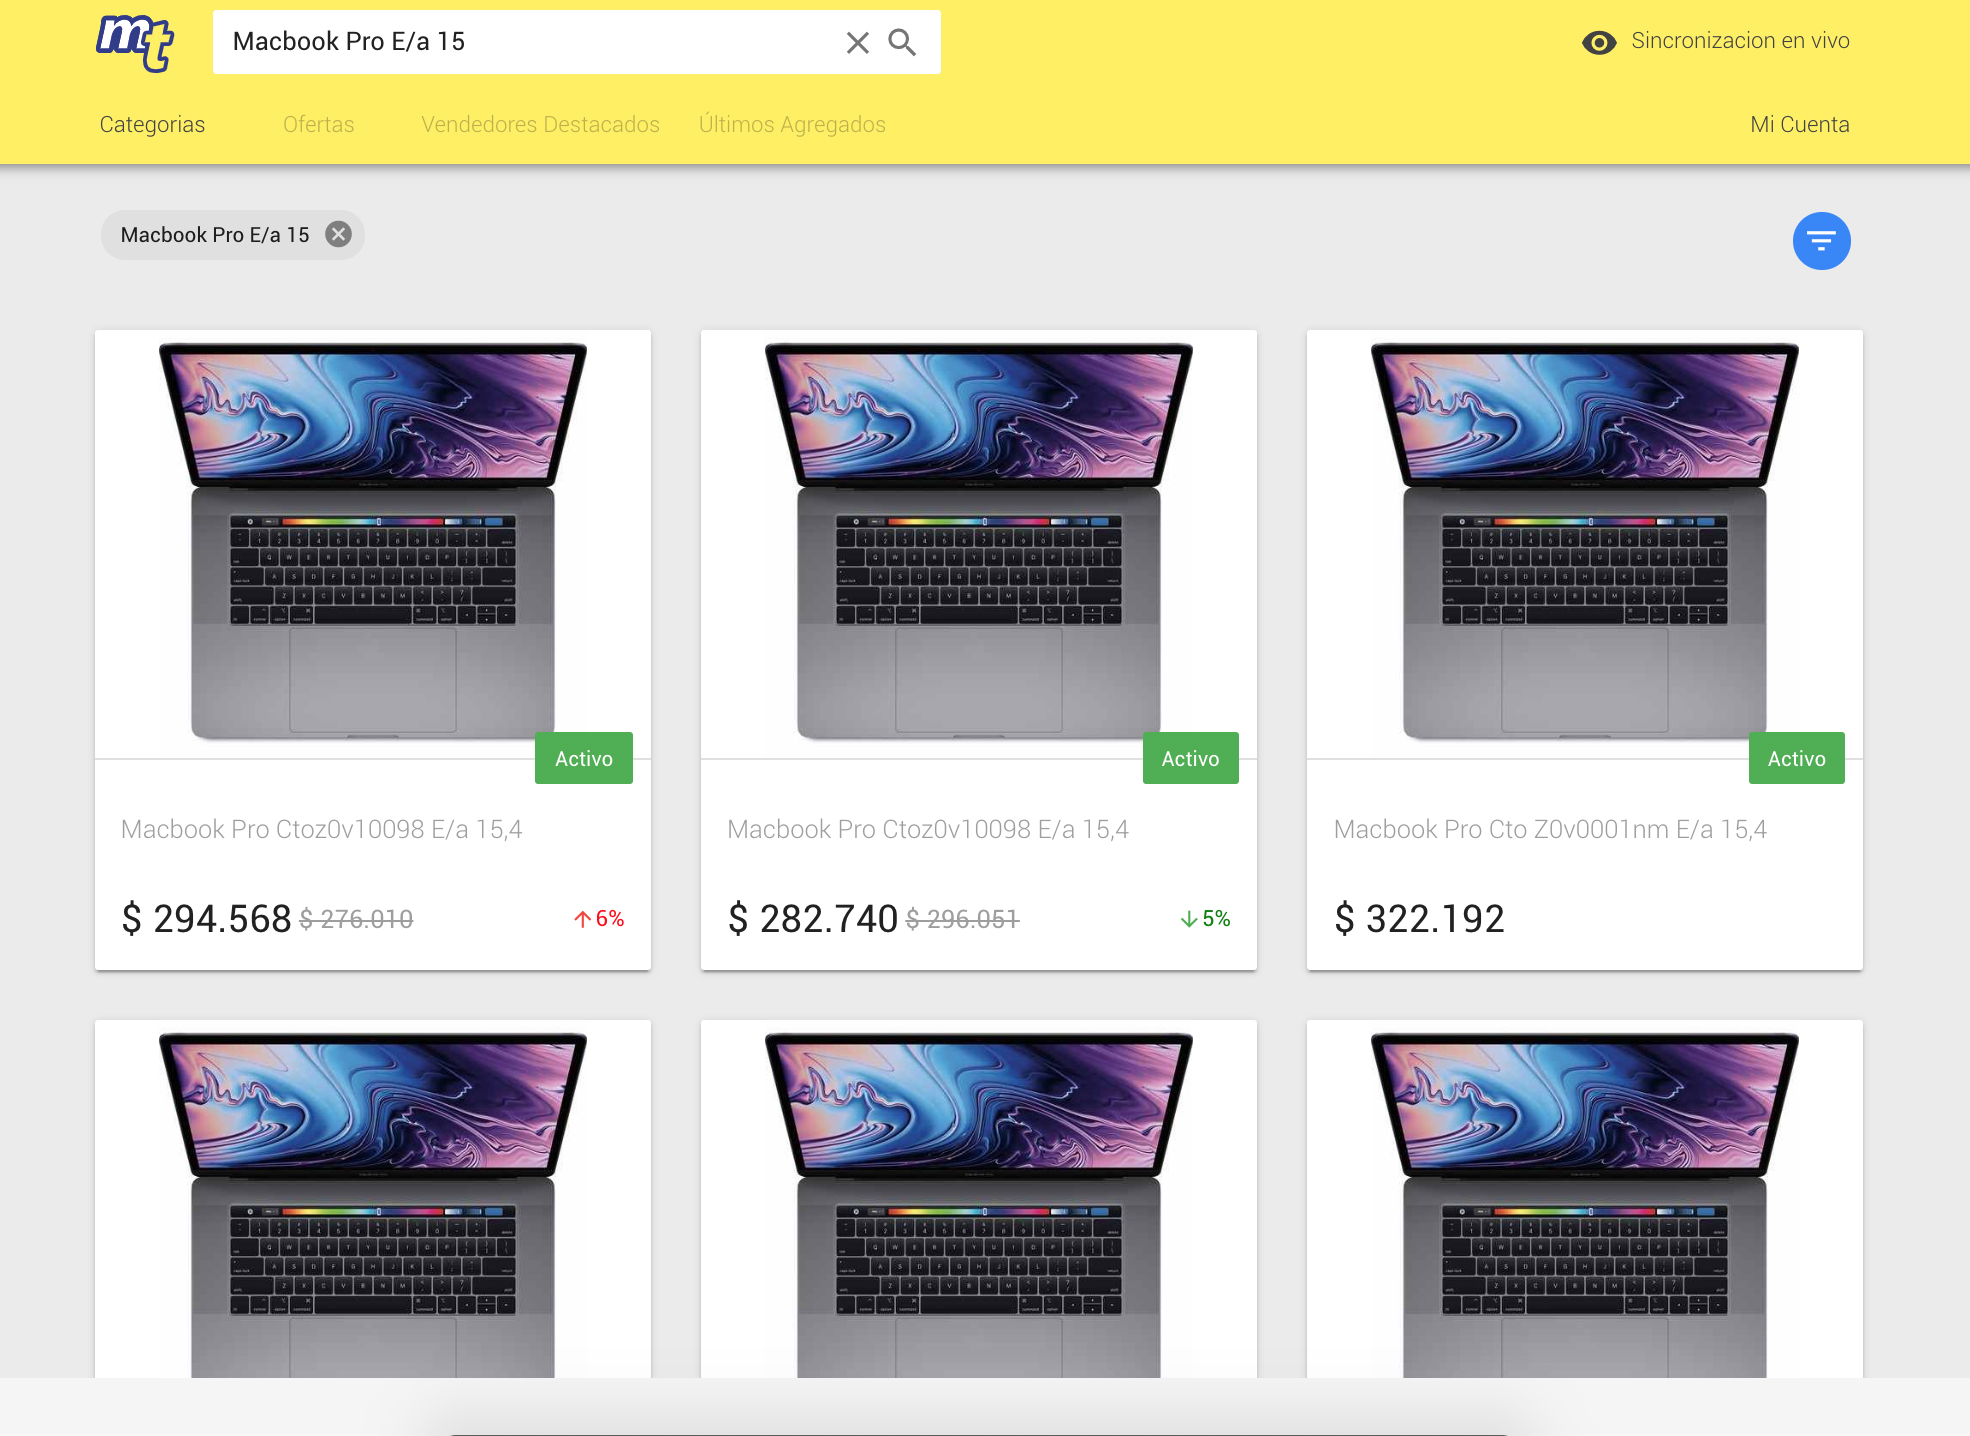 mt
Macbook Pro E/a 15
Sincronizacion en vivo
Categorias
Ofertas
Vendedores Destacados
Últimos Agregados
Mi Cuenta
Macbook Pro E/a 15
Activo
Macbook Pro Ctoz0v10098 E/a 15,4
$ 294.568 $ 276.010 6%
Activo
Macbook Pro Ctoz0v10098 E/a 15,4
$ 282.740 $ 296.051 5%
Activo
Macbook Pro Cto Z0v0001nm E/a 15,4
$ 322.192